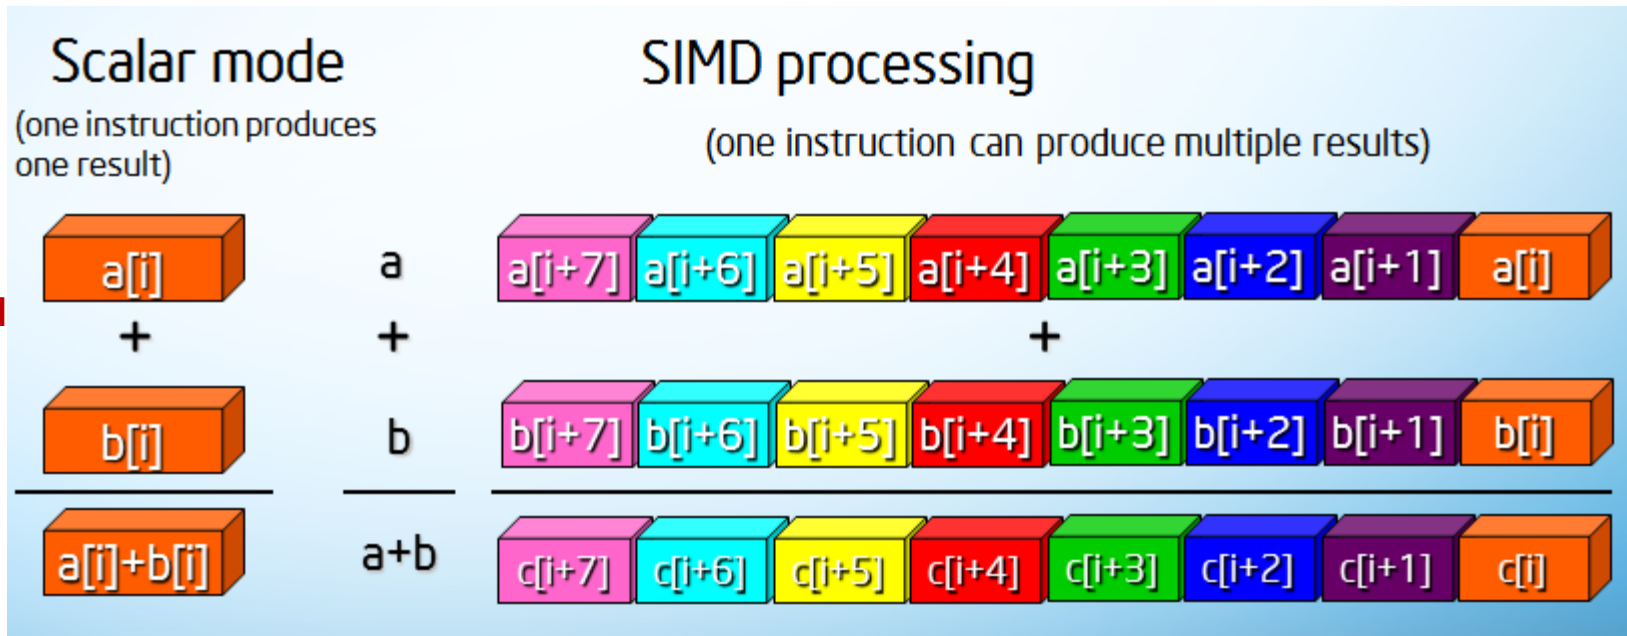 Scalar mode
(one instruction produces
one result)
SIMD processing
(one instruction can produce multiple results)
a[i] a a[i+7] a[i+6] a[i+5] a[i+4] a[i+3] a[i+2] a[i+1] a[i]
+ + +
b[i] b b[i+7] b[i+6] b[i+5] b[i+4] b[i+3] b[i+2] b[i+1] b[i]
a[i]+b[i] a+b c[i+7] c[i+6] c[i+5] c[i+4] c[i+3] c[i+2] c[i+1] c[i]